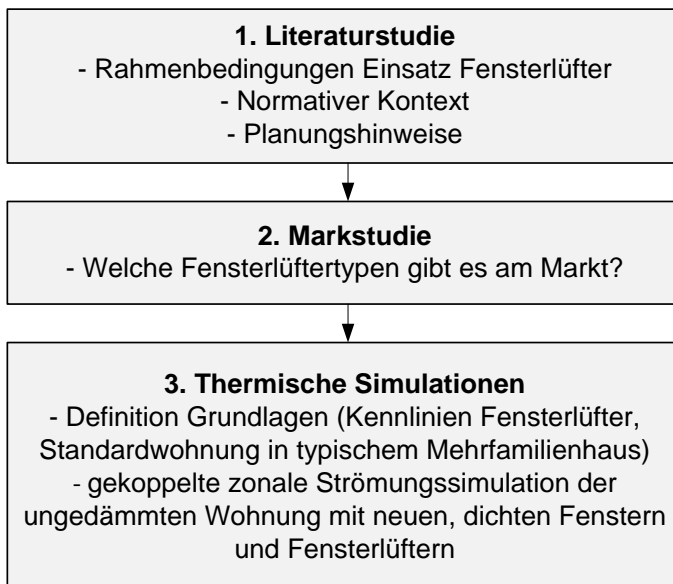 1. Literaturstudie
- Rahmenbedingungen Einsatz Fensterlüfter
- Normativer Kontext
- Planungshinweise
2. Markstudie
- Welche Fensterlüftertypen gibt es am Markt?
3. Thermische Simulationen
- Definition Grundlagen (Kennlinien Fensterlüfter,
Standardwohnung in typischem Mehrfamilienhaus)
- gekoppelte zonale Strömungssimulation der
ungedämmten Wohnung mit neuen, dichten Fenstern
und Fensterlüftern